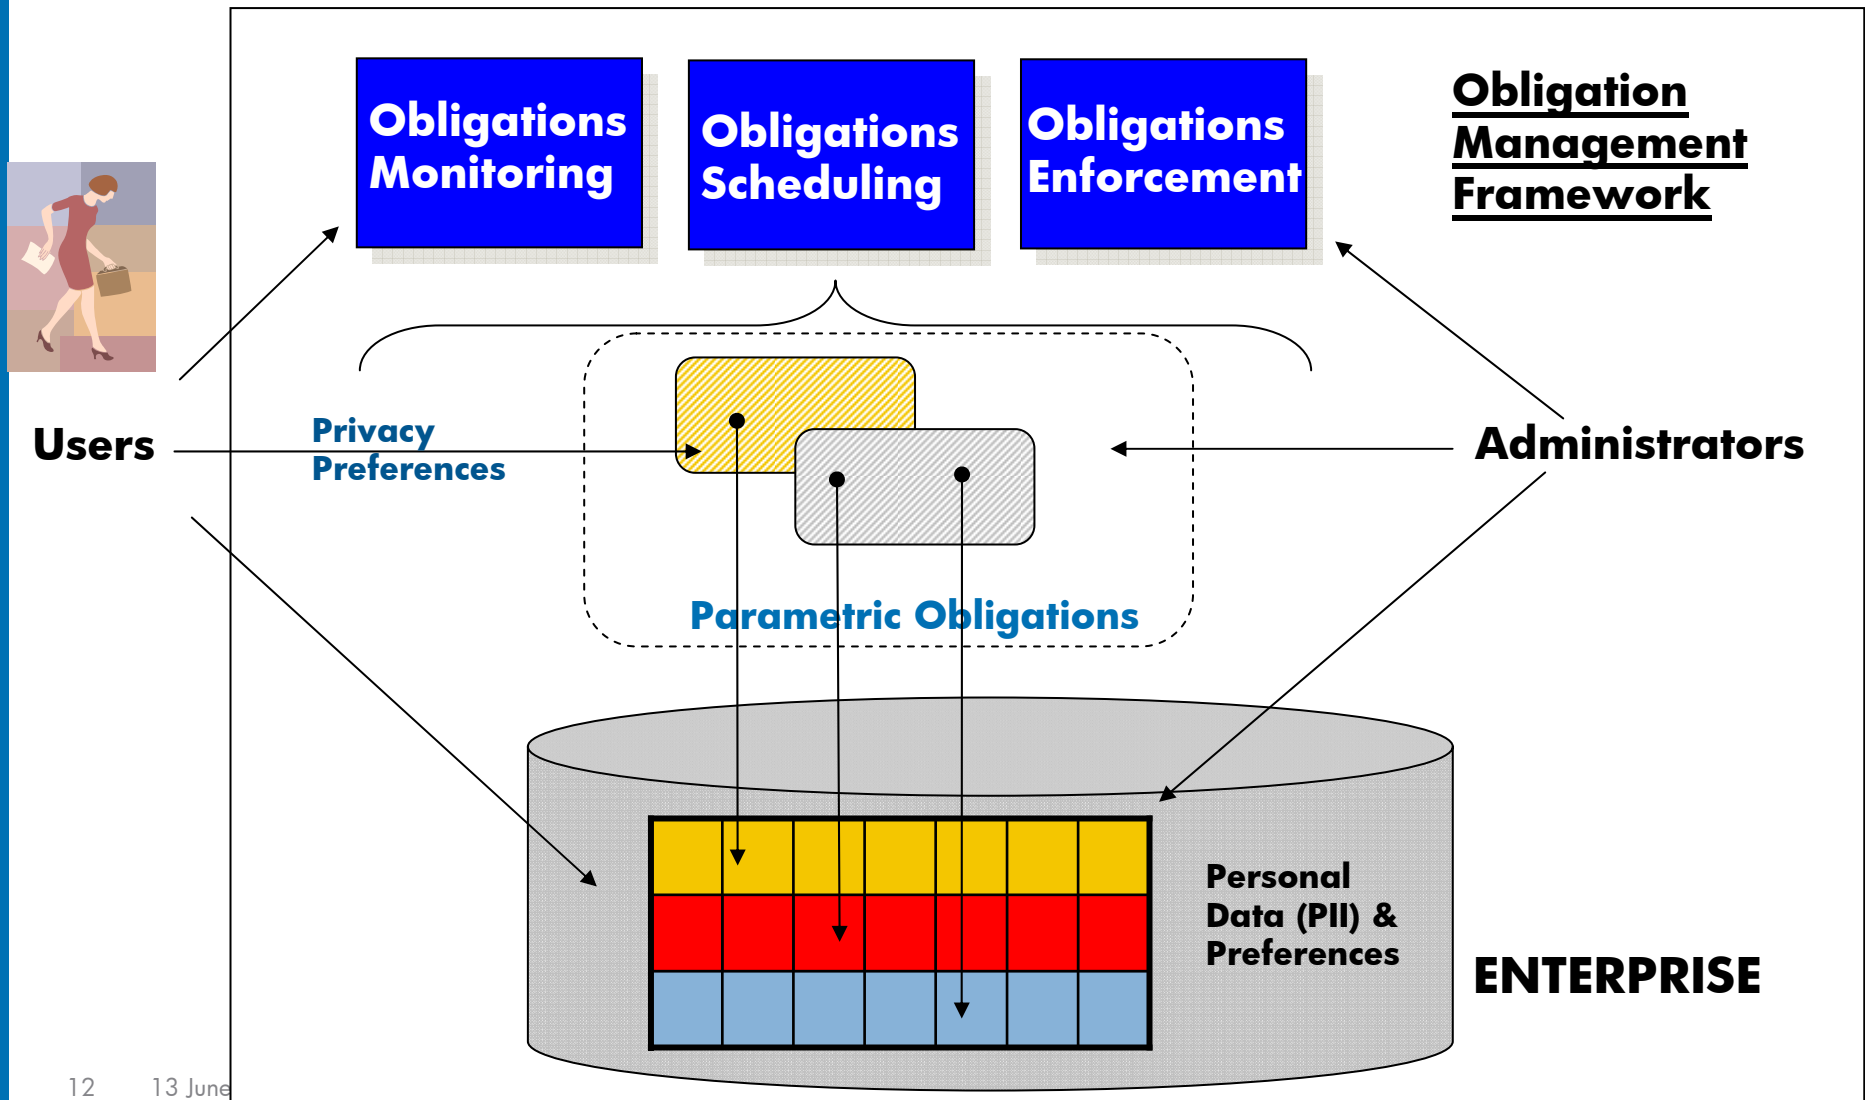 Obligations
Monitoring
Obligations
Scheduling
Obligations
Enforcement
Obligation
Management
Framework
Users
Privacy
Preferences
Administrators
Parametric Obligations
Personal
Data (PII) &
Preferences
ENTERPRISE
12 13 June